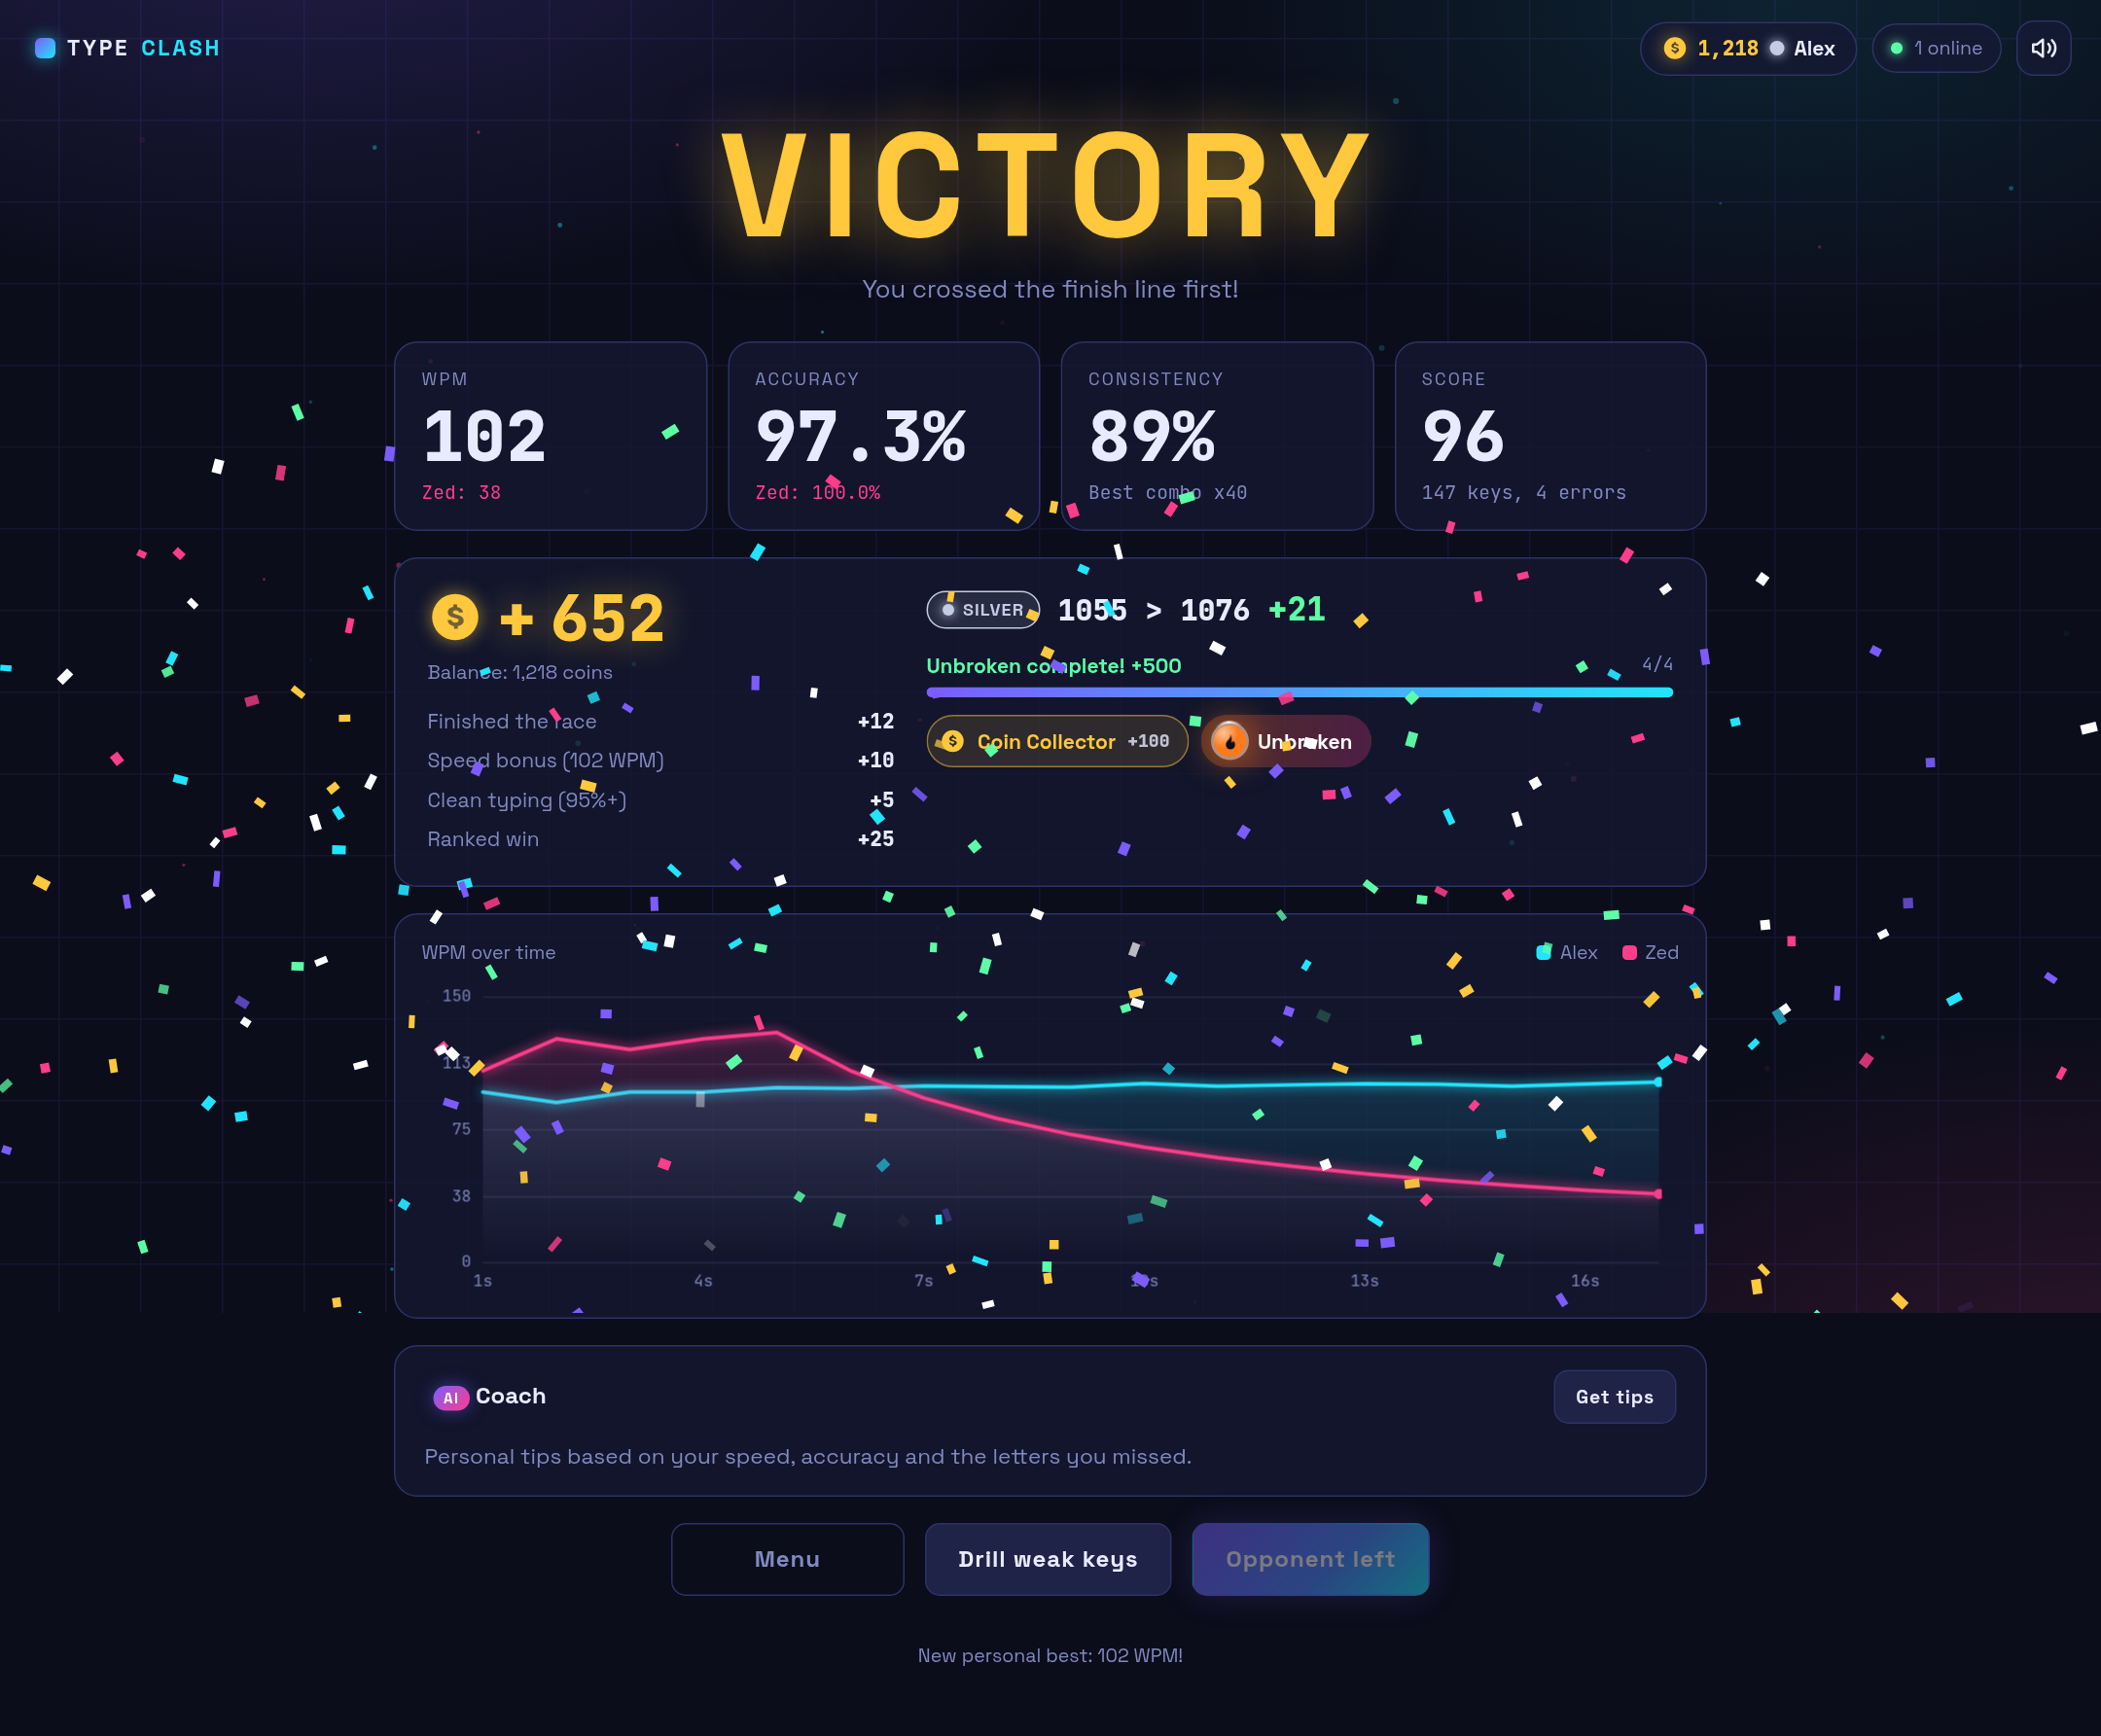 TYPE CLASH
$ 1,218 Alex
1 online
VICTORY
You crossed the finish line first!
WPM
102
Zed: 38
ACCURACY
97.3%
Zed: 100.0%
CONSISTENCY
89%
Best combo x40
SCORE
96
147 keys, 4 errors
$ + 652
Balance: 1,218 coins
Finished the race +12
Speed bonus (102 WPM) +10
Clean typing (95%+) +5
Ranked win +25
SILVER 1055 > 1076 +21
Unbroken complete! +500 4/4
$ Coin Collector +100 Unbroken
WPM over time
Alex Zed
150
113
75
38
0
1s 4s 7s 13s 16s
AI Coach
Get tips
Personal tips based on your speed, accuracy and the letters you missed.
Menu
Drill weak keys
Opponent left
New personal best: 102 WPM!